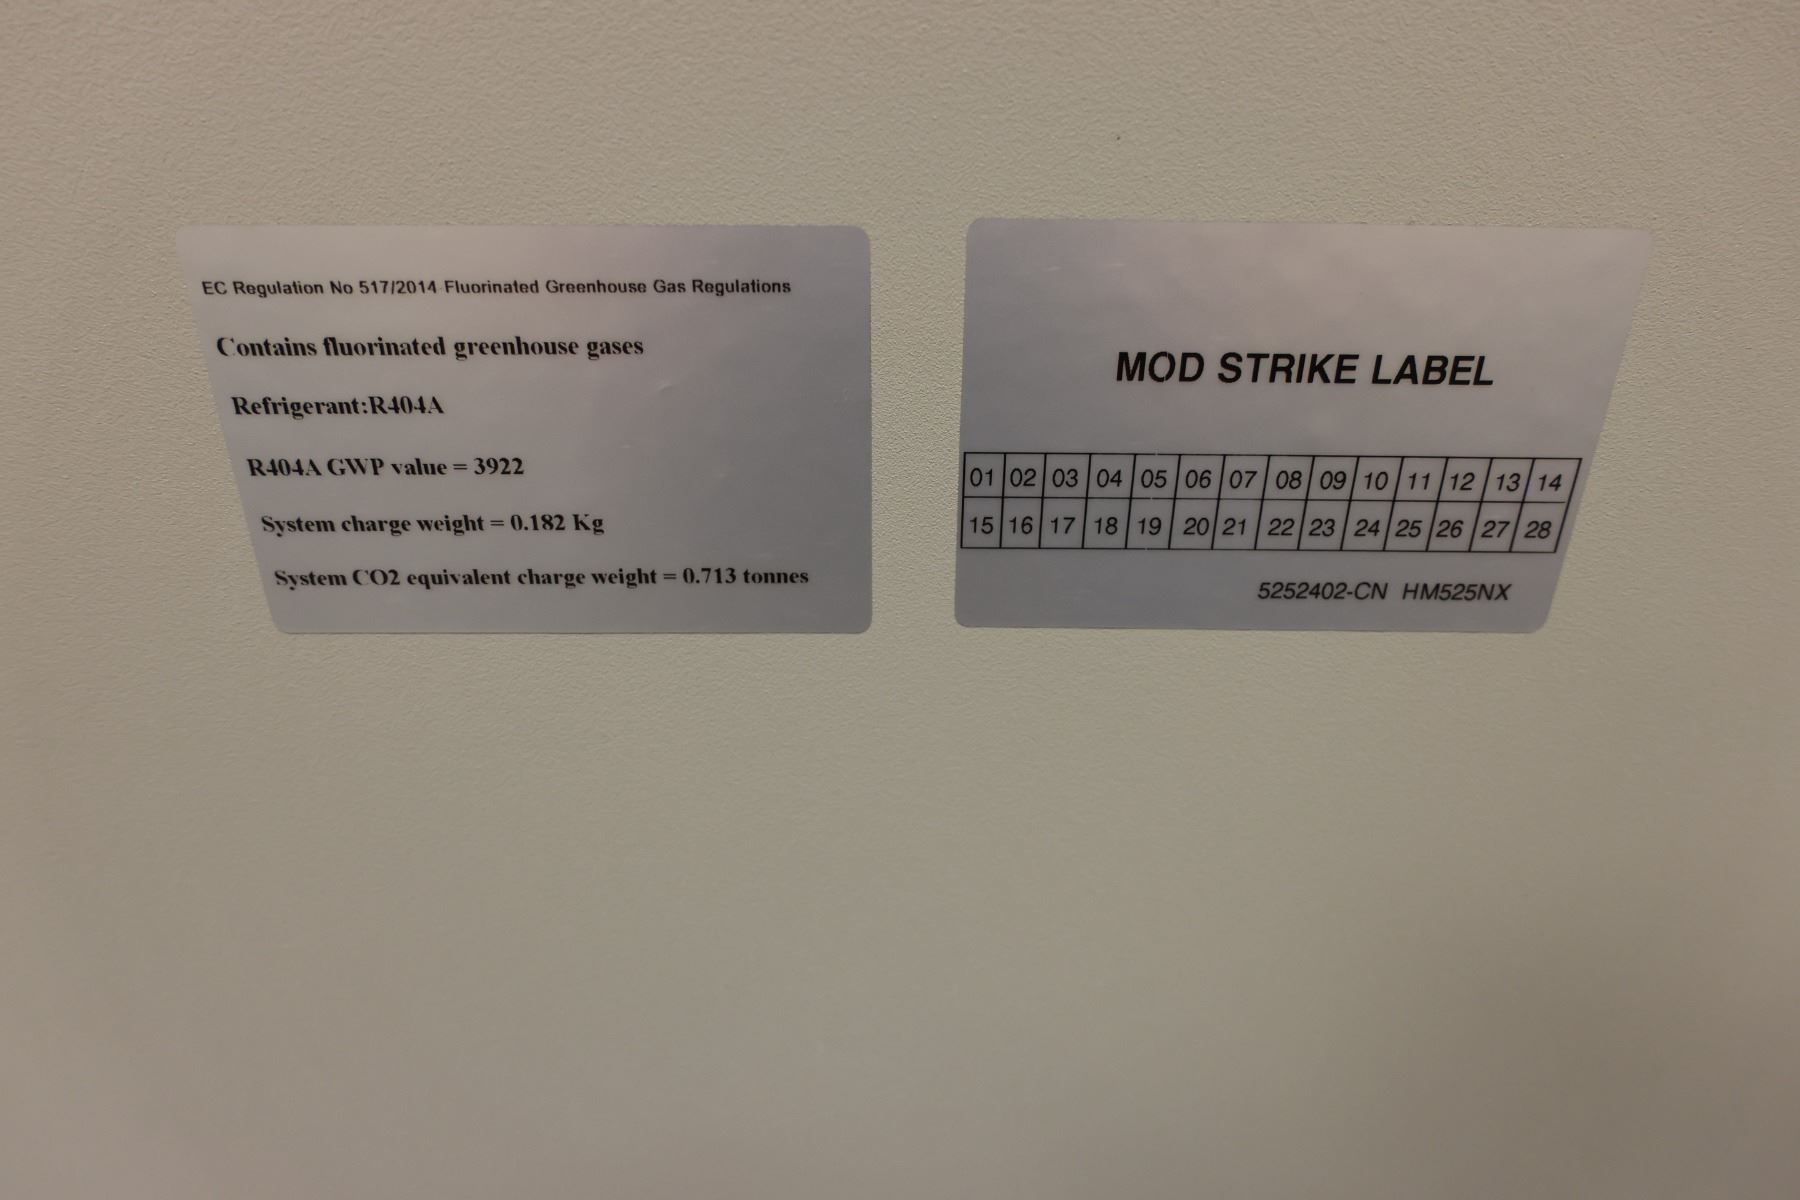 EC Regulation No 517/2014 Fluorinated Greenhouse Gas Regulations
Contains fluorinated greenhouse gases
Refrigerant:R404A
R404A GWP value = 3922
System charge weight = 0.182 Kg
System CO2 equivalent charge weight = 0.713 tonnes
MOD STRIKE LABEL
01 02 03 04 05 06 07 08 09 10 11 12 13 14
15 16 17 18 19 20 21 22 23 24 25 26 27 28
5252402-CN HM525NX